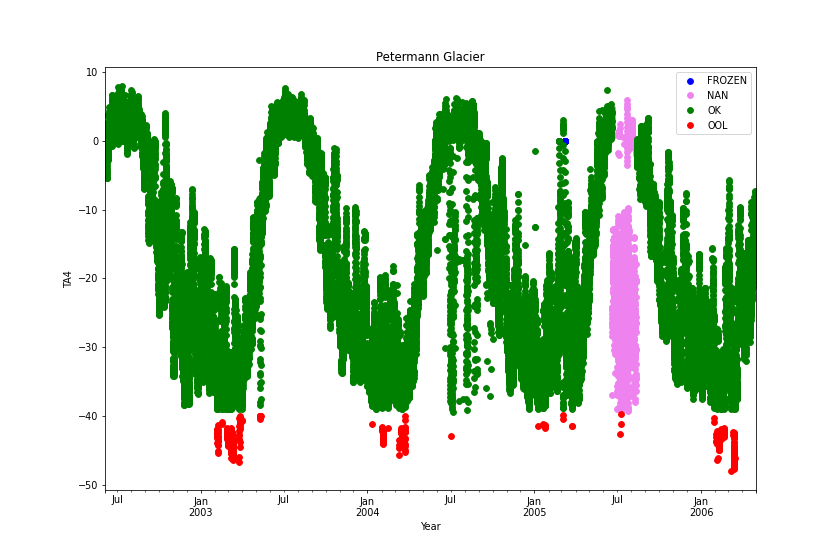 Petermann Glacier
10
0
−10
−20
−30
−40
−50
TA4
FROZEN
NAN
OK
OOL
Jul
Jan
2003
Jul
Jan
2004
Jul
Jan
2005
Jul
Jan
2006
Year